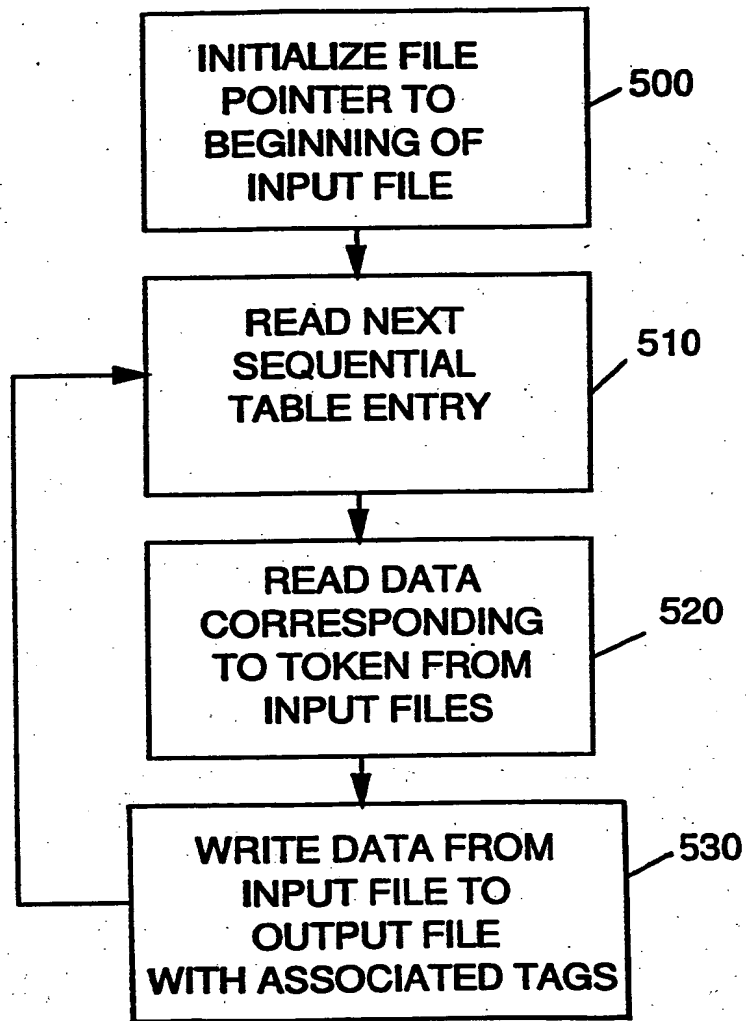 INITIALIZE FILE
POINTER TO
BEGINNING OF
INPUT FILE
500
READ NEXT
SEQUENTIAL
TABLE ENTRY
510
READ DATA
CORRESPONDING
TO TOKEN FROM
INPUT FILES
520
WRITE DATA FROM
INPUT FILE TO
OUTPUT FILE
WITH ASSOCIATED TAGS
530